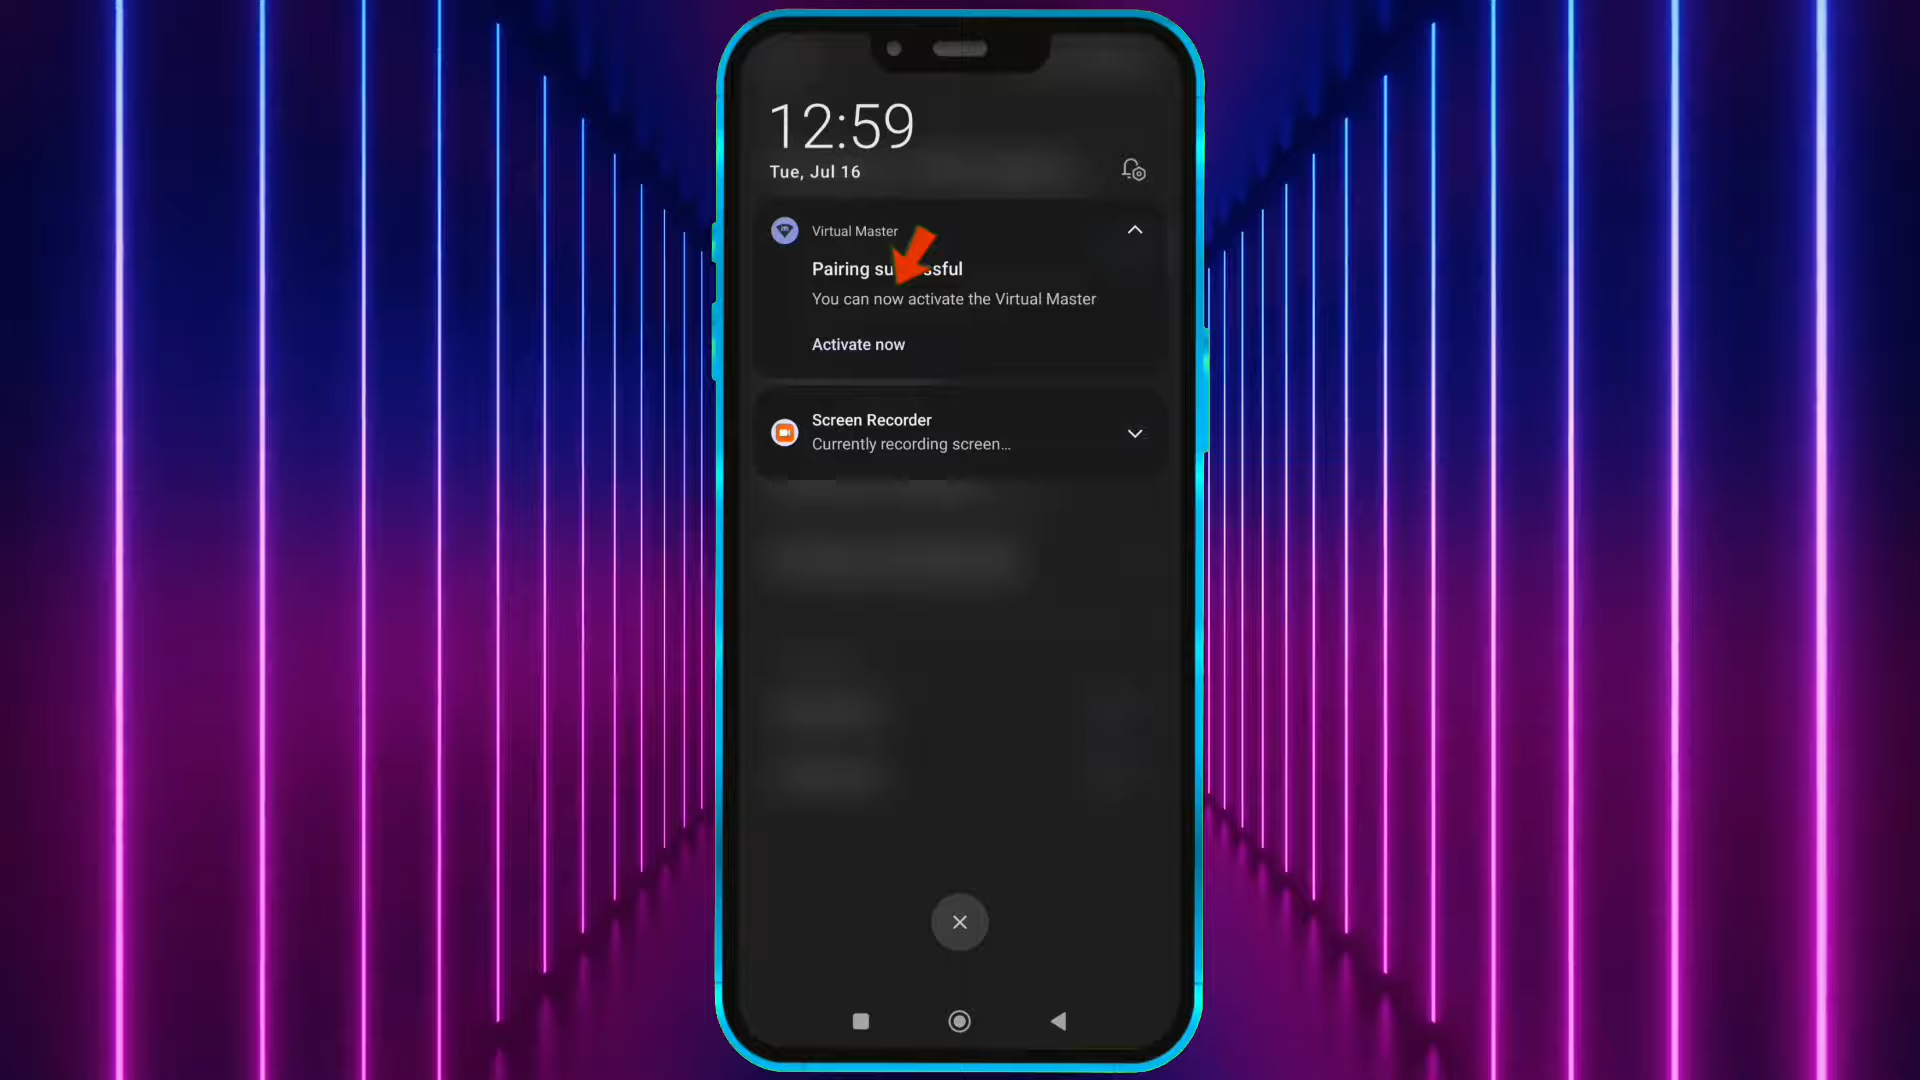 12:59
Tue, Jul 16
Virtual Master
Pairing successful
You can now activate the Virtual Master
Activate now
Screen Recorder
Currently recording screen...